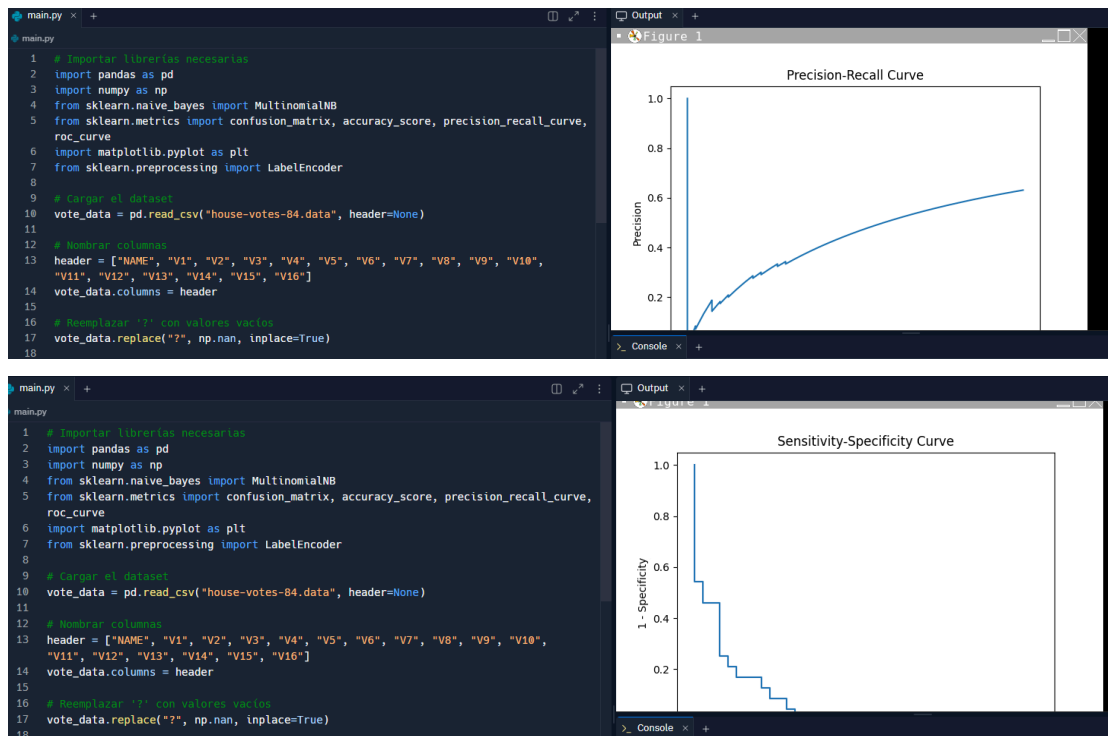 main.py × +
main.py
1 # Importar librerías necesarias
2 import pandas as pd
3 import numpy as np
4 from sklearn.naive_bayes import MultinomialNB
5 from sklearn.metrics import confusion_matrix, accuracy_score, precision_recall_curve,
roc_curve
6 import matplotlib.pyplot as plt
7 from sklearn.preprocessing import LabelEncoder
8
9 # Cargar el dataset
10 vote_data = pd.read_csv("house-votes-84.data", header=None)
11
12 # Nombrar columnas
13 header = ["NAME", "V1", "V2", "V3", "V4", "V5", "V6", "V7", "V8", "V9", "V10",
"V11", "V12", "V13", "V14", "V15", "V16"]
14 vote_data.columns = header
15
16 # Reemplazar '?' con valores vacíos
17 vote_data.replace("?", np.nan, inplace=True)
18
Output × +
Figure 1
Precision-Recall Curve
1.0
0.8
0.6
0.4
0.2
Precision
>_ Console × +
main.py × +
main.py
1 # Importar librerías necesarias
2 import pandas as pd
3 import numpy as np
4 from sklearn.naive_bayes import MultinomialNB
5 from sklearn.metrics import confusion_matrix, accuracy_score, precision_recall_curve,
roc_curve
6 import matplotlib.pyplot as plt
7 from sklearn.preprocessing import LabelEncoder
8
9 # Cargar el dataset
10 vote_data = pd.read_csv("house-votes-84.data", header=None)
11
12 # Nombrar columnas
13 header = ["NAME", "V1", "V2", "V3", "V4", "V5", "V6", "V7", "V8", "V9", "V10",
"V11", "V12", "V13", "V14", "V15", "V16"]
14 vote_data.columns = header
15
16 # Reemplazar '?' con valores vacíos
17 vote_data.replace("?", np.nan, inplace=True)
18
Output × +
Figure 1
Sensitivity-Specificity Curve
1.0
0.8
0.6
0.4
0.2
1 - Specificity
>_ Console × +